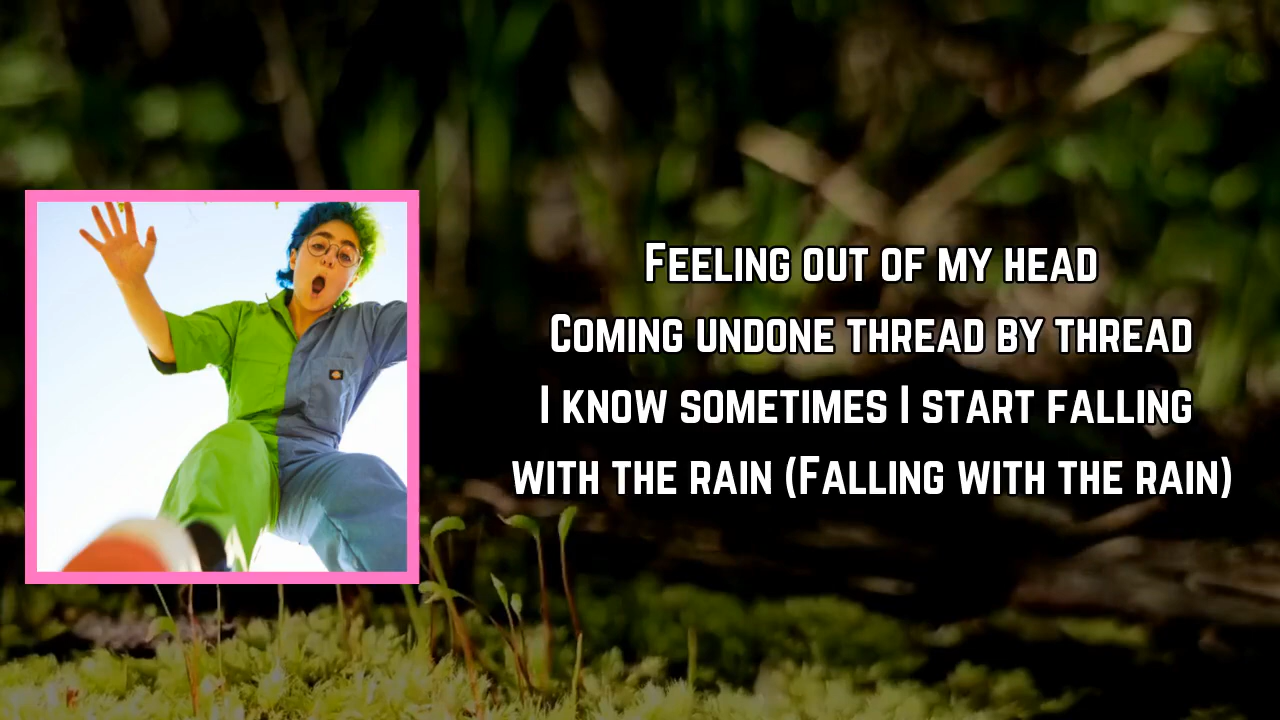 Feeling out of my head
Coming undone thread by thread
I know sometimes I start falling
with the rain (Falling with the rain)